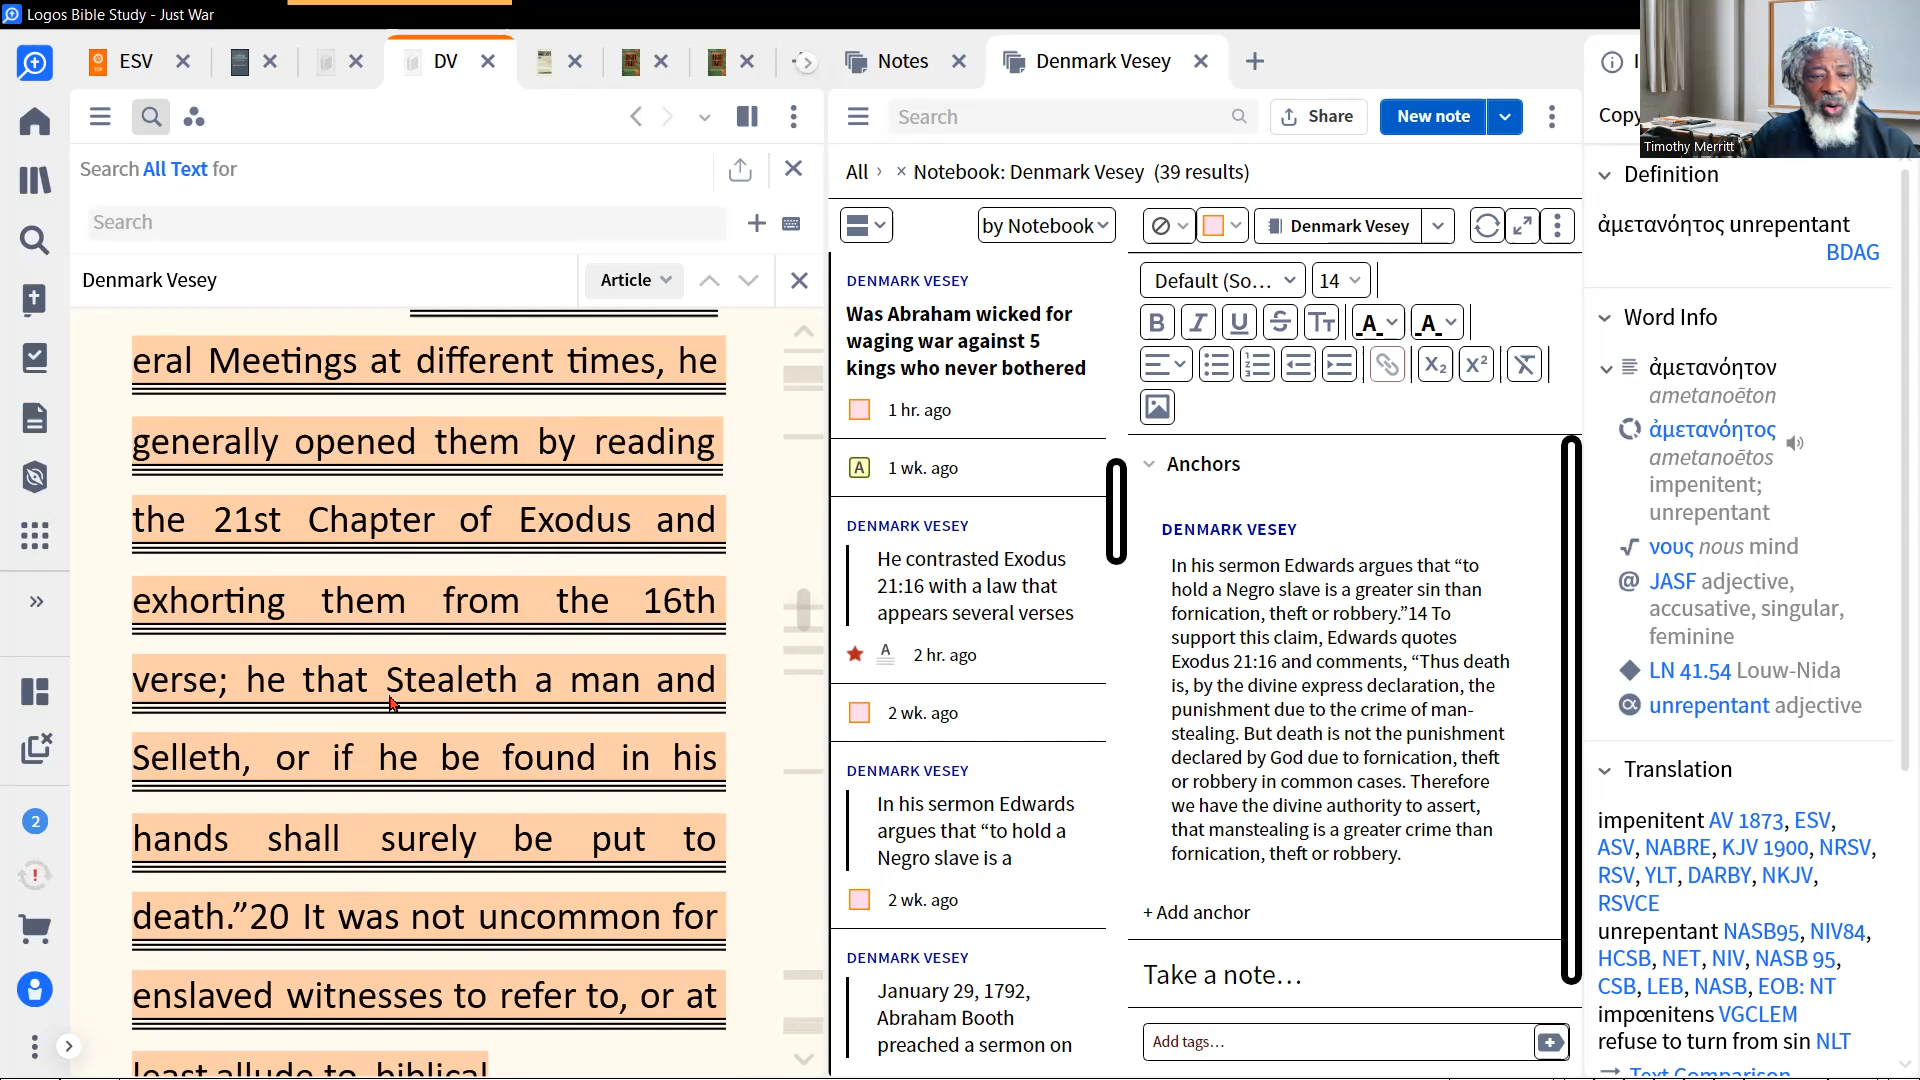 Logos Bible Study - Just War
ESV
DV
Notes
Denmark Vesey
Search
Share
New note
Copy
Timothy Merritt
Search All Text for
Search
Denmark Vesey
Article
eral Meetings at different times, he
generally opened them by reading
the 21st Chapter of Exodus and
exhorting them from the 16th
verse; he that Stealeth a man and
Selleth, or if he be found in his
hands shall surely be put to
death.”20 It was not uncommon for
enslaved witnesses to refer to, or at
least allude to, biblical
2
All › × Notebook: Denmark Vesey (39 results)
by Notebook
DENMARK VESEY
Was Abraham wicked for
waging war against 5
kings who never bothered
1 hr. ago
A 1 wk. ago
DENMARK VESEY
He contrasted Exodus
21:16 with a law that
appears several verses
A 2 hr. ago
2 wk. ago
DENMARK VESEY
In his sermon Edwards
argues that “to hold a
Negro slave is a
2 wk. ago
DENMARK VESEY
January 29, 1792,
Abraham Booth
preached a sermon on
Denmark Vesey
Default (So... 14
B I U S TT A A
X₂ X²
Anchors
DENMARK VESEY
In his sermon Edwards argues that “to
hold a Negro slave is a greater sin than
fornication, theft or robbery.”14 To
support this claim, Edwards quotes
Exodus 21:16 and comments, “Thus death
is, by the divine express declaration, the
punishment due to the crime of man-
stealing. But death is not the punishment
declared by God due to fornication, theft
or robbery in common cases. Therefore
we have the divine authority to assert,
that manstealing is a greater crime than
fornication, theft or robbery.
+ Add anchor
Take a note...
Add tags...
Definition
ἀμετανόητος unrepentant
BDAG
Word Info
ἀμετανόητον
ametanoēton
ἀμετανόητος
ametanoētos
impenitent;
unrepentant
νους nous mind
@ JASF adjective,
accusative, singular,
feminine
LN 41.54 Louw-Nida
unrepentant adjective
Translation
impenitent AV 1873, ESV,
ASV, NABRE, KJV 1900, NRSV,
RSV, YLT, DARBY, NKJV,
RSVCE
unrepentant NASB95, NIV84,
HCSB, NET, NIV, NASB 95,
CSB, LEB, NASB, EOB: NT
impœnitens VGCLEM
refuse to turn from sin NLT
Text Comparison